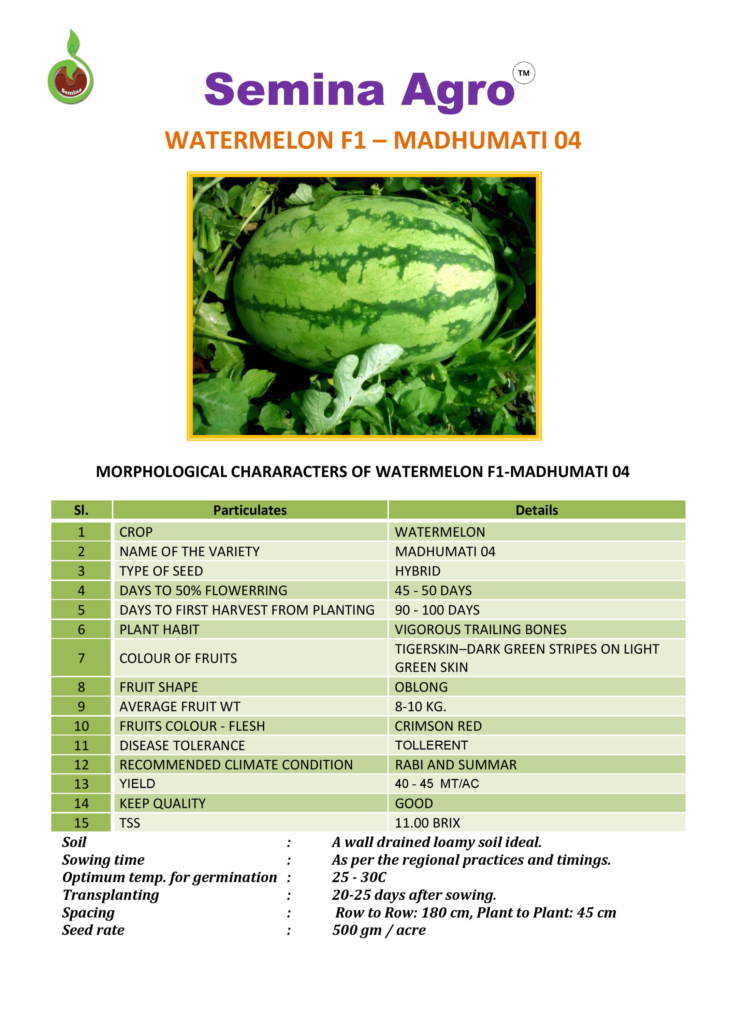 Semina
Semina Agro TM
WATERMELON F1 – MADHUMATI 04
MORPHOLOGICAL CHARARACTERS OF WATERMELON F1-MADHUMATI 04
Sl. Particulates Details
1 CROP WATERMELON
2 NAME OF THE VARIETY MADHUMATI 04
3 TYPE OF SEED HYBRID
4 DAYS TO 50% FLOWERRING 45 - 50 DAYS
5 DAYS TO FIRST HARVEST FROM PLANTING 90 - 100 DAYS
6 PLANT HABIT VIGOROUS TRAILING BONES
7 COLOUR OF FRUITS TIGERSKIN–DARK GREEN STRIPES ON LIGHT
GREEN SKIN
8 FRUIT SHAPE OBLONG
9 AVERAGE FRUIT WT 8-10 KG.
10 FRUITS COLOUR - FLESH CRIMSON RED
11 DISEASE TOLERANCE TOLLERENT
12 RECOMMENDED CLIMATE CONDITION RABI AND SUMMAR
13 YIELD 40 - 45 MT/AC
14 KEEP QUALITY GOOD
15 TSS 11.00 BRIX
Soil : A wall drained loamy soil ideal.
Sowing time : As per the regional practices and timings.
Optimum temp. for germination : 25 - 30C
Transplanting : 20-25 days after sowing.
Spacing : Row to Row: 180 cm, Plant to Plant: 45 cm
Seed rate : 500 gm / acre